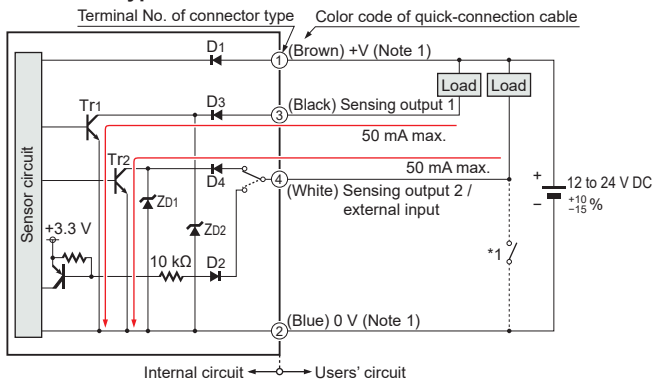 Terminal No. of connector type
Color code of quick-connection cable
D1
1
(Brown) +V (Note 1)
Load
Load
Tr1
D3
3
(Black) Sensing output 1
50 mA max.
Tr2
50 mA max.
D4
4
(White) Sensing output 2 /
external input
Sensor circuit
ZD1
ZD2
+
−
12 to 24 V DC
+10
−15 %
+3.3 V
*1
10 kΩ
D2
2
(Blue) 0 V (Note 1)
Internal circuit
Users' circuit